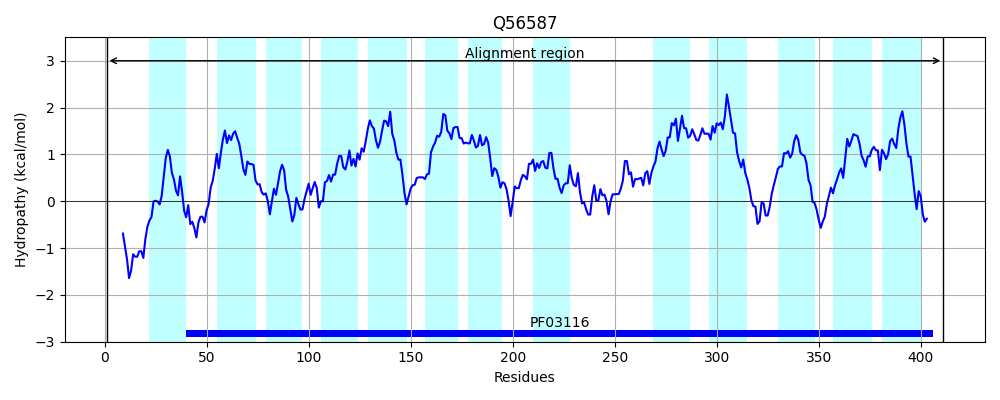 Q56587
Alignment region
3
2
1
0
−1
−2
−3
Hydropathy (kcal/mol)
PF03116
0 50 100 150 200 250 300 350 400
Residues